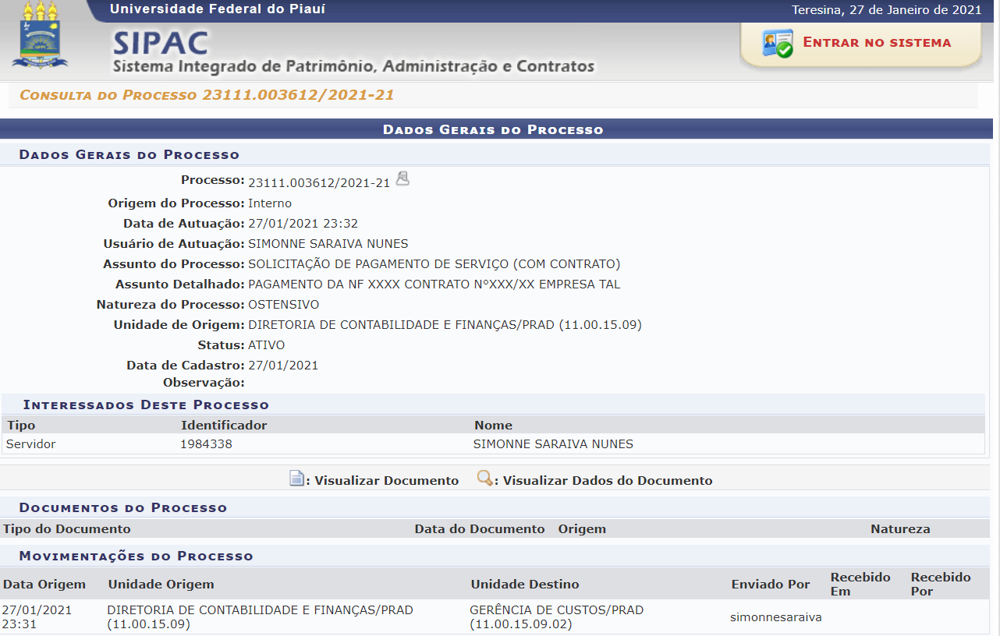 Universidade Federal do Piauí
Teresina, 27 de Janeiro de 2021
SIPAC
Sistema Integrado de Patrimônio, Administração e Contratos
Entrar no sistema
Consulta do Processo 23111.003612/2021-21
Dados Gerais do Processo
Dados Gerais do Processo
Processo: 23111.003612/2021-21
Origem do Processo: Interno
Data de Autuação: 27/01/2021 23:32
Usuário de Autuação: SIMONNE SARAIVA NUNES
Assunto do Processo: SOLICITAÇÃO DE PAGAMENTO DE SERVIÇO (COM CONTRATO)
Assunto Detalhado: PAGAMENTO DA NF XXXX CONTRATO N°XXX/XX EMPRESA TAL
Natureza do Processo: OSTENSIVO
Unidade de Origem: DIRETORIA DE CONTABILIDADE E FINANÇAS/PRAD (11.00.15.09)
Status: ATIVO
Data de Cadastro: 27/01/2021
Observação:
Interessados Deste Processo
Tipo Identificador Nome
Servidor 1984338 SIMONNE SARAIVA NUNES
: Visualizar Documento : Visualizar Dados do Documento
Documentos do Processo
Tipo do Documento Data do Documento Origem Natureza
Movimentações do Processo
Data Origem Unidade Origem Unidade Destino Enviado Por Recebido Em Recebido Por
27/01/2021 DIRETORIA DE CONTABILIDADE E FINANÇAS/PRAD GERÊNCIA DE CUSTOS/PRAD simonnesaraiva
23:31 (11.00.15.09) (11.00.15.09.02)